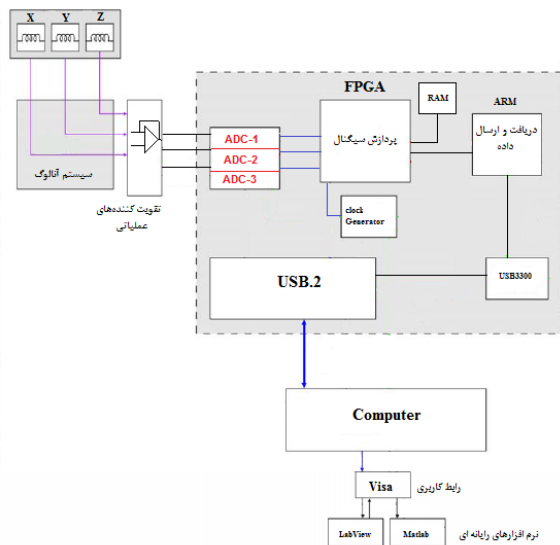 X Y Z
FPGA
RAM
ARM
ADC-1
ADC-2
ADC-3
پردازش سیگنال
دریافت و ارسال
داده
سیستم آنالوگ
تقویت کننده‌های
عملیاتی
clock
Generator
USB.2
USB3300
Computer
Visa
رابط کاربری
LabView
Matlab
نرم افزارهای رایانه ای